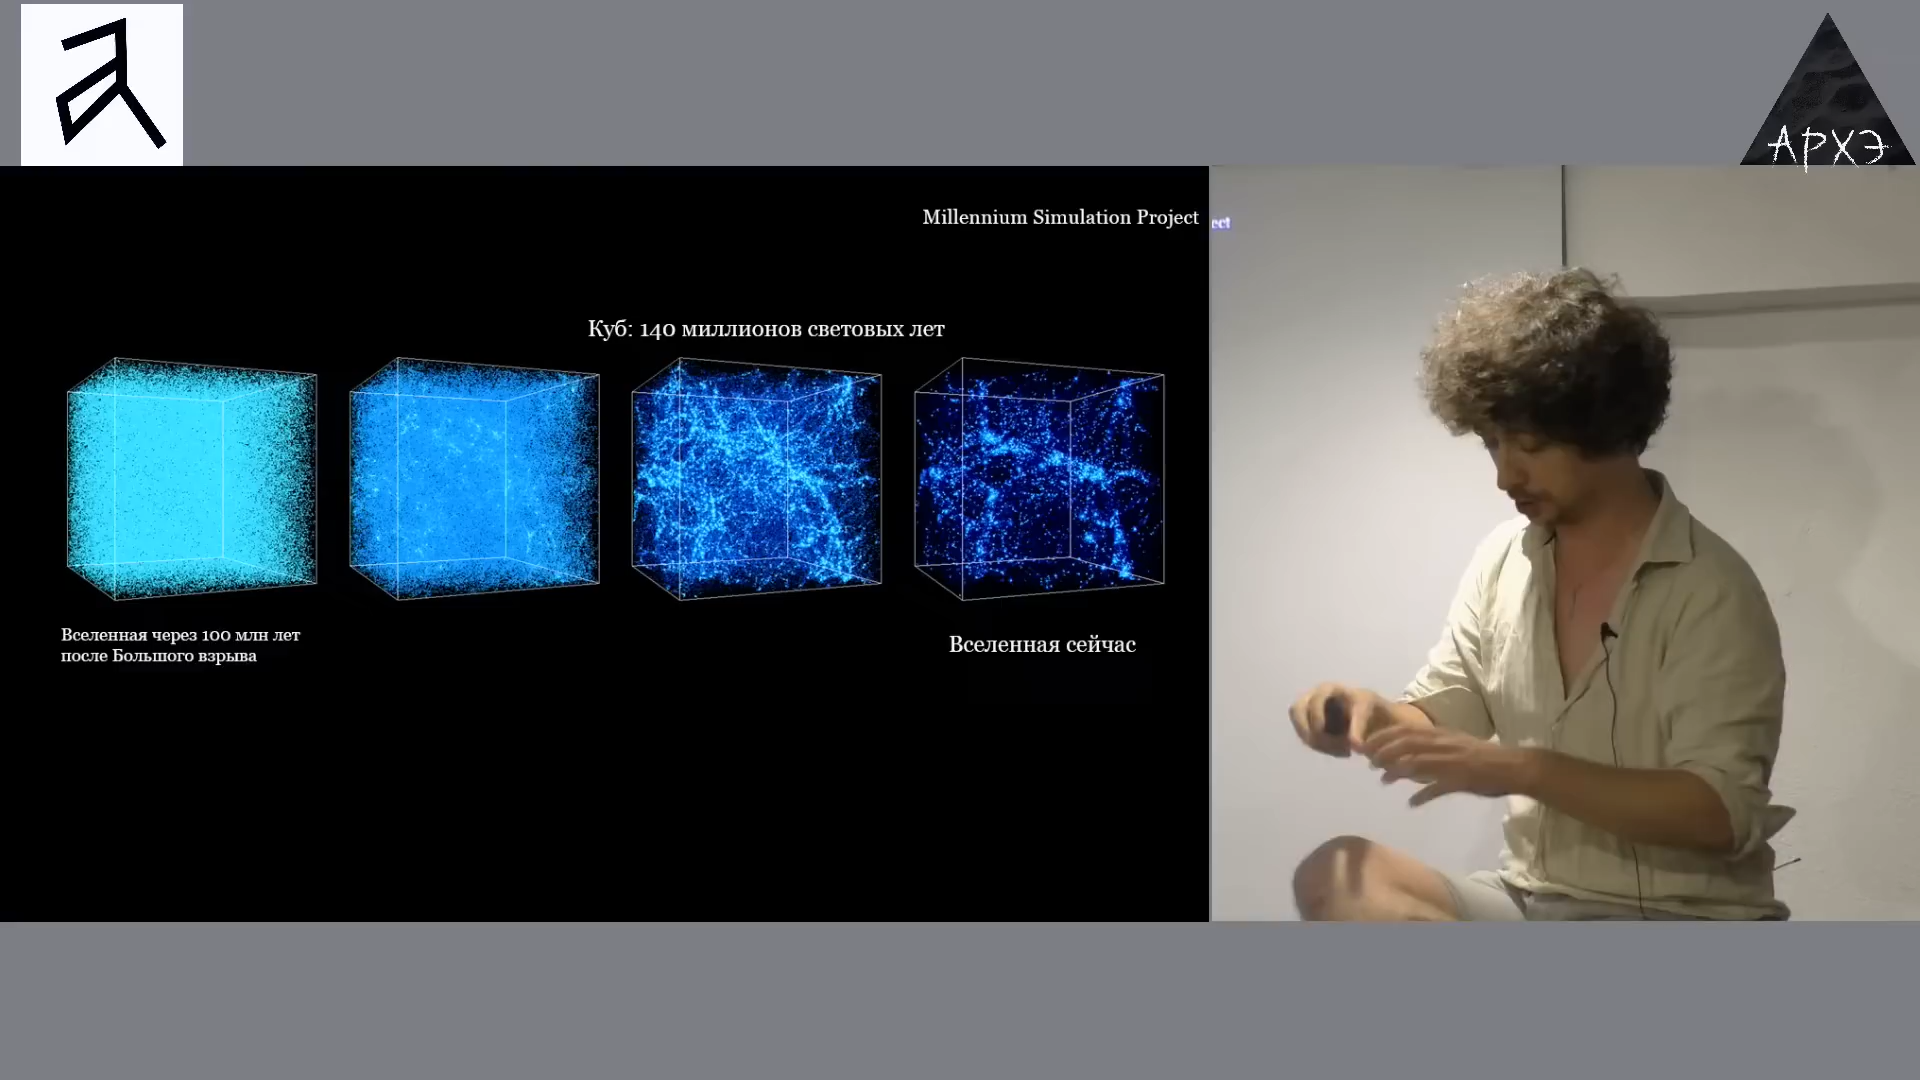 АРХЭ
Millennium Simulation Project
ect
Куб: 140 миллионов световых лет
Вселенная через 100 млн лет
после Большого взрыва
Вселенная сейчас